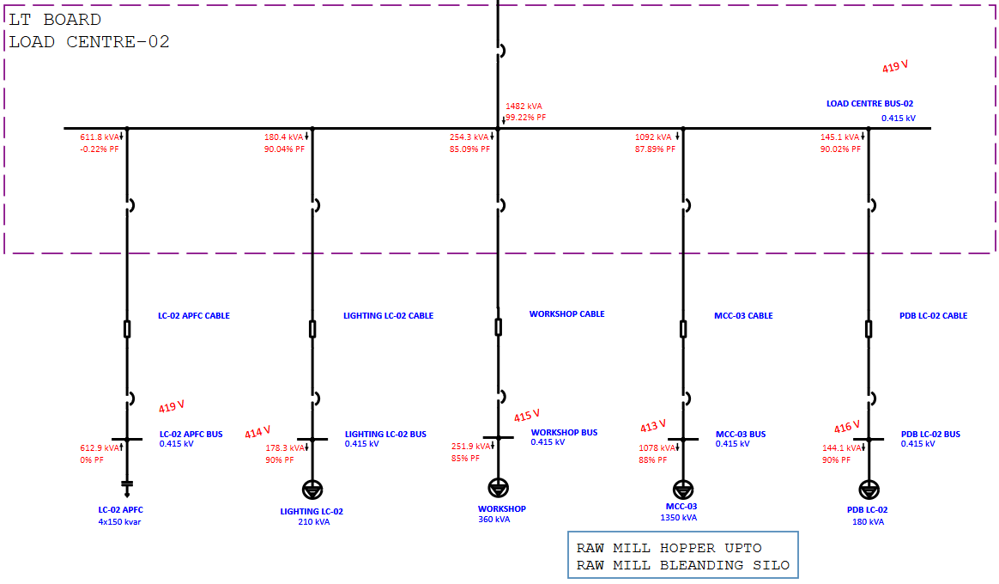 LT BOARD
LOAD CENTRE-02
419 V
1482 kVA
99.22% PF
LOAD CENTRE BUS-02
0.415 kV
611.8 kVA
-0.22% PF
180.4 kVA
90.04% PF
254.3 kVA
85.09% PF
1092 kVA
87.89% PF
145.1 kVA
90.02% PF
LC-02 APFC CABLE
LIGHTING LC-02 CABLE
WORKSHOP CABLE
MCC-03 CABLE
PDB LC-02 CABLE
419 V
LC-02 APFC BUS
0.415 kV
612.9 kVA
0% PF
414 V
LIGHTING LC-02 BUS
0.415 kV
178.3 kVA
90% PF
415 V
WORKSHOP BUS
0.415 kV
251.9 kVA
85% PF
413 V
MCC-03 BUS
0.415 kV
1078 kVA
88% PF
416 V
PDB LC-02 BUS
0.415 kV
144.1 kVA
90% PF
LC-02 APFC
4x150 kvar
LIGHTING LC-02
210 kVA
WORKSHOP
360 kVA
MCC-03
1350 kVA
PDB LC-02
180 kVA
RAW MILL HOPPER UPTO
RAW MILL BLEANDING SILO